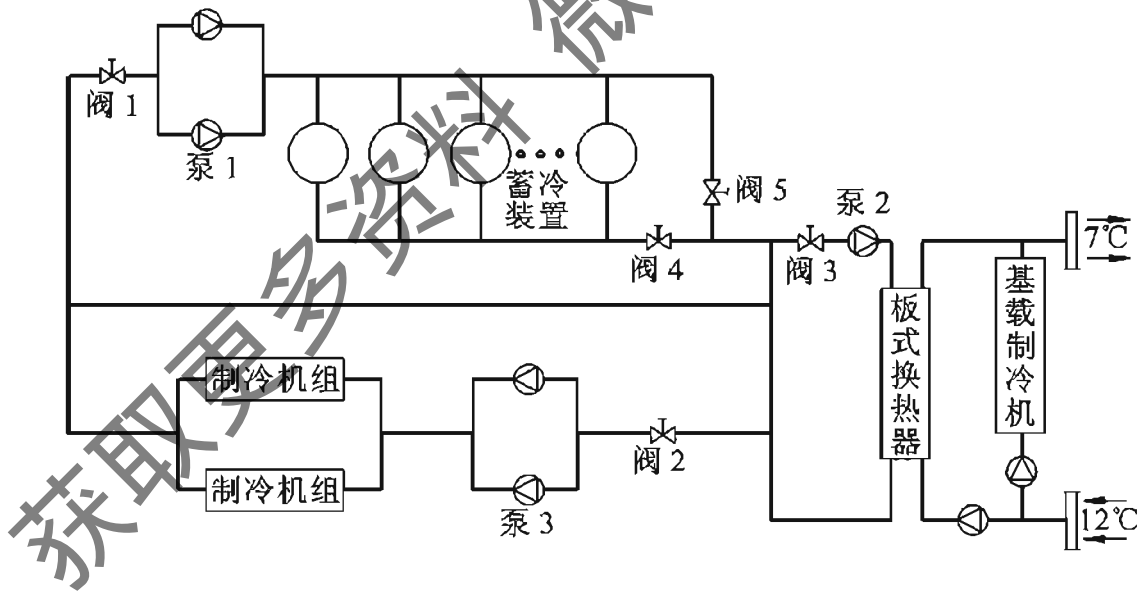 阀 1
泵 1
蓄冷
装置
阀 5
阀 4
阀 3
泵 2
7℃
板式换热器
基载制冷机
制冷机组
制冷机组
泵 3
阀 2
12℃
获取更多资料 微